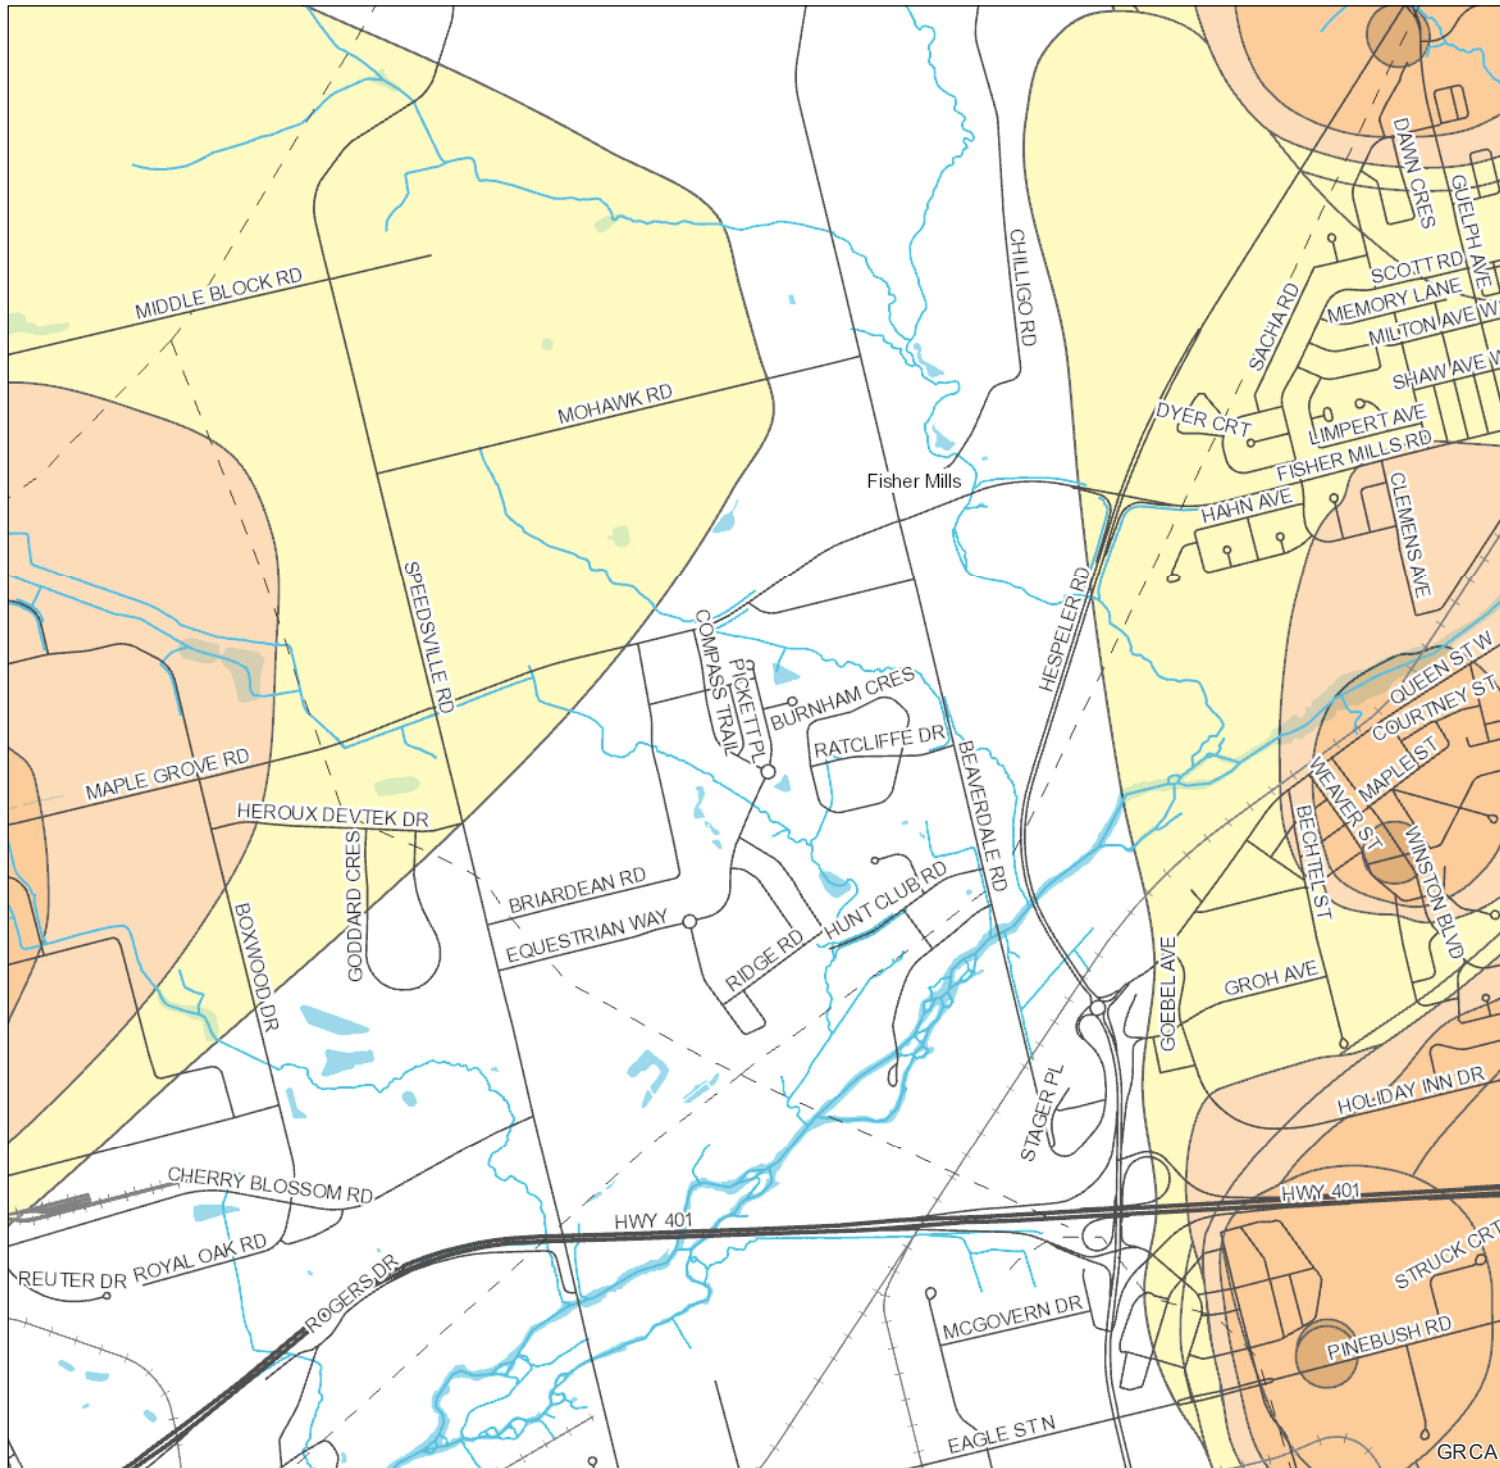 DAWN CRES
GUELPH AVE
CHILLIGO RD
SCOTT RD
MIDDLE BLOCK RD
MEMORY LANE
SACHA RD
MILTON AVE W
SHAW AVE W
MOHAWK RD
DYER CRT
LIMPERT AVE
FISHER MILLS RD
Fisher Mills
HAHN AVE
CLEMENS AVE
SPEEDSVILLE RD
HESPELER RD
COMPASS TRAIL
PICKETT PL
BURNHAM CRES
QUEEN ST W
COURTNEY ST
RATCLIFFE DR
MAPLE GROVE RD
BEAVERDALE RD
MAPLE ST
WEAVER ST
HEROUX DEVTEK DR
GODDARD CRES
BECHTEL ST
WINSTON BLVD
BRIARDEAN RD
HUNT CLUB RD
EQUESTRIAN WAY
BOXWOOD DR
RIDGE RD
GOEBEL AVE
GROH AVE
STAGER PL
HOLIDAY INN DR
CHERRY BLOSSOM RD
HWY 401
HWY 401
ROYAL OAK RD
REUTER DR
ROGERS DR
STRUCK CRT
MCGOVERN DR
PINEBUSH RD
EAGLE ST N
GRCA